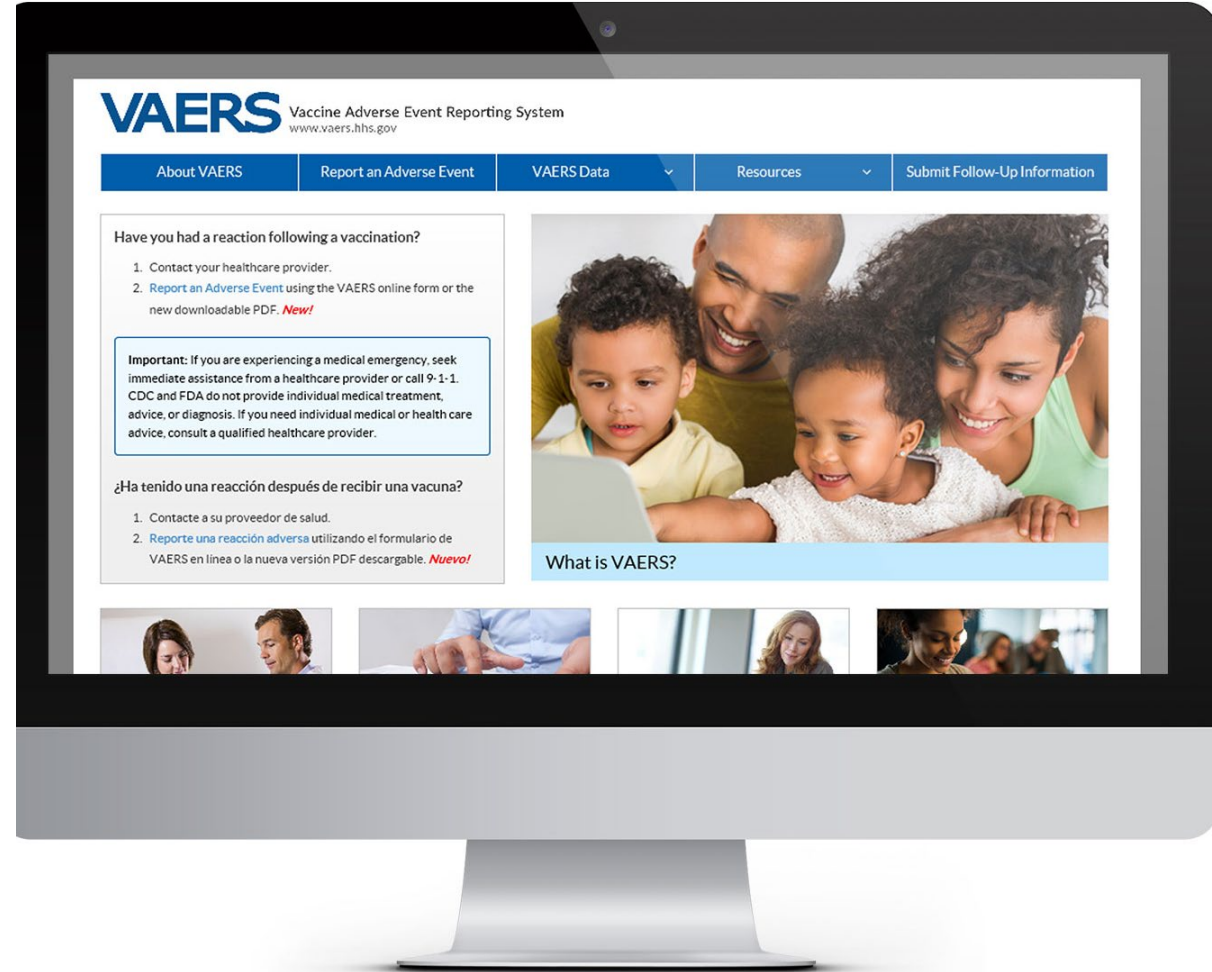 VAERS
Vaccine Adverse Event Reporting System
www.vaers.hhs.gov
About VAERS
Report an Adverse Event
VAERS Data
Resources
Submit Follow-Up Information
Have you had a reaction following a vaccination?
1. Contact your healthcare provider.
2. Report an Adverse Event using the VAERS online form or the
new downloadable PDF. New!
Important: If you are experiencing a medical emergency, seek
immediate assistance from a healthcare provider or call 9-1-1.
CDC and FDA do not provide individual medical treatment,
advice, or diagnosis. If you need individual medical or health care
advice, consult a qualified healthcare provider.
¿Ha tenido una reacción después de recibir una vacuna?
1. Contacte a su proveedor de salud.
2. Reporte una reacción adversa utilizando el formulario de
VAERS en línea o la nueva versión PDF descargable. Nuevo!
What is VAERS?